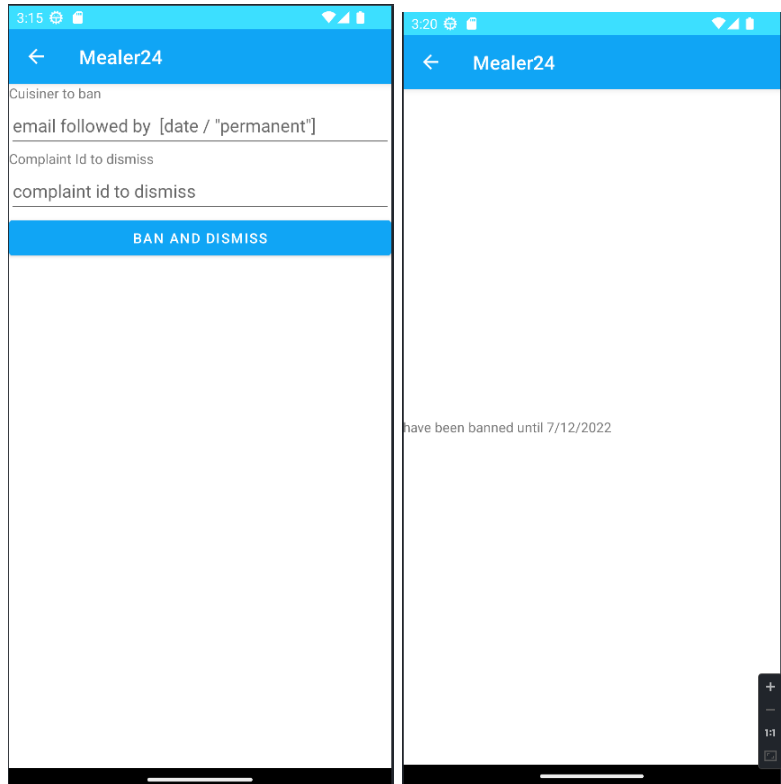 3:15
Mealer24
Cuisiner to ban
email followed by  [date / "permanent"]
Complaint Id to dismiss
complaint id to dismiss
BAN AND DISMISS
3:20
Mealer24
have been banned until 7/12/2022
1:1